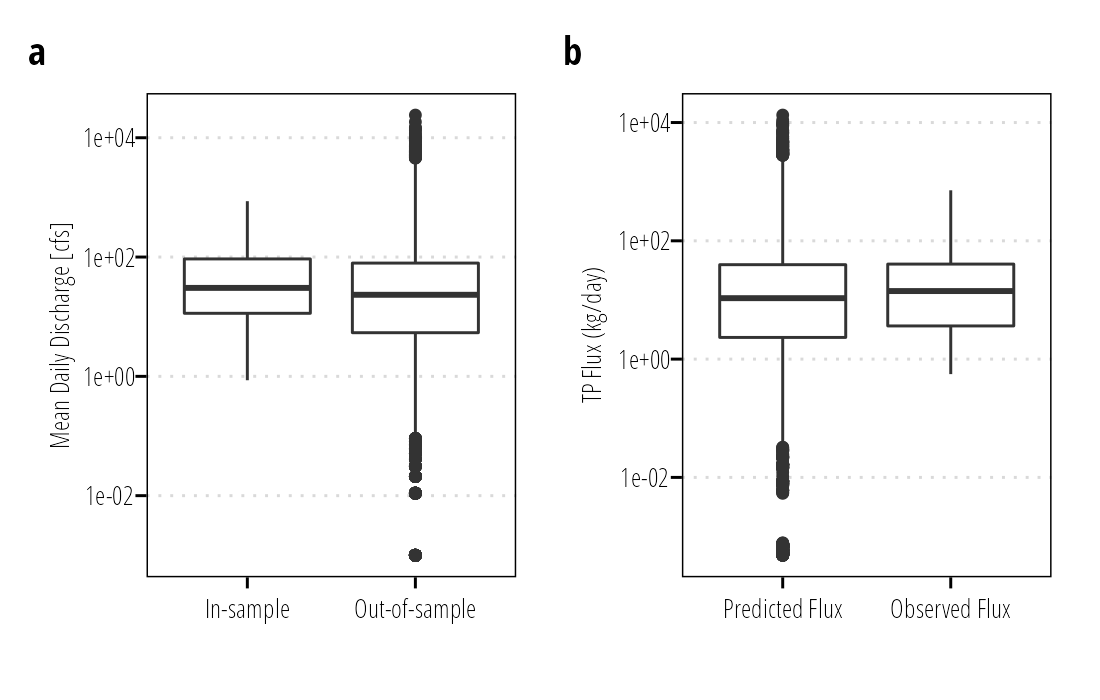 a
Mean Daily Discharge [cfs]
1e+04
1e+02
1e+00
1e-02
In-sample
Out-of-sample
b
TP Flux (kg/day)
1e+04
1e+02
1e+00
1e-02
Predicted Flux
Observed Flux